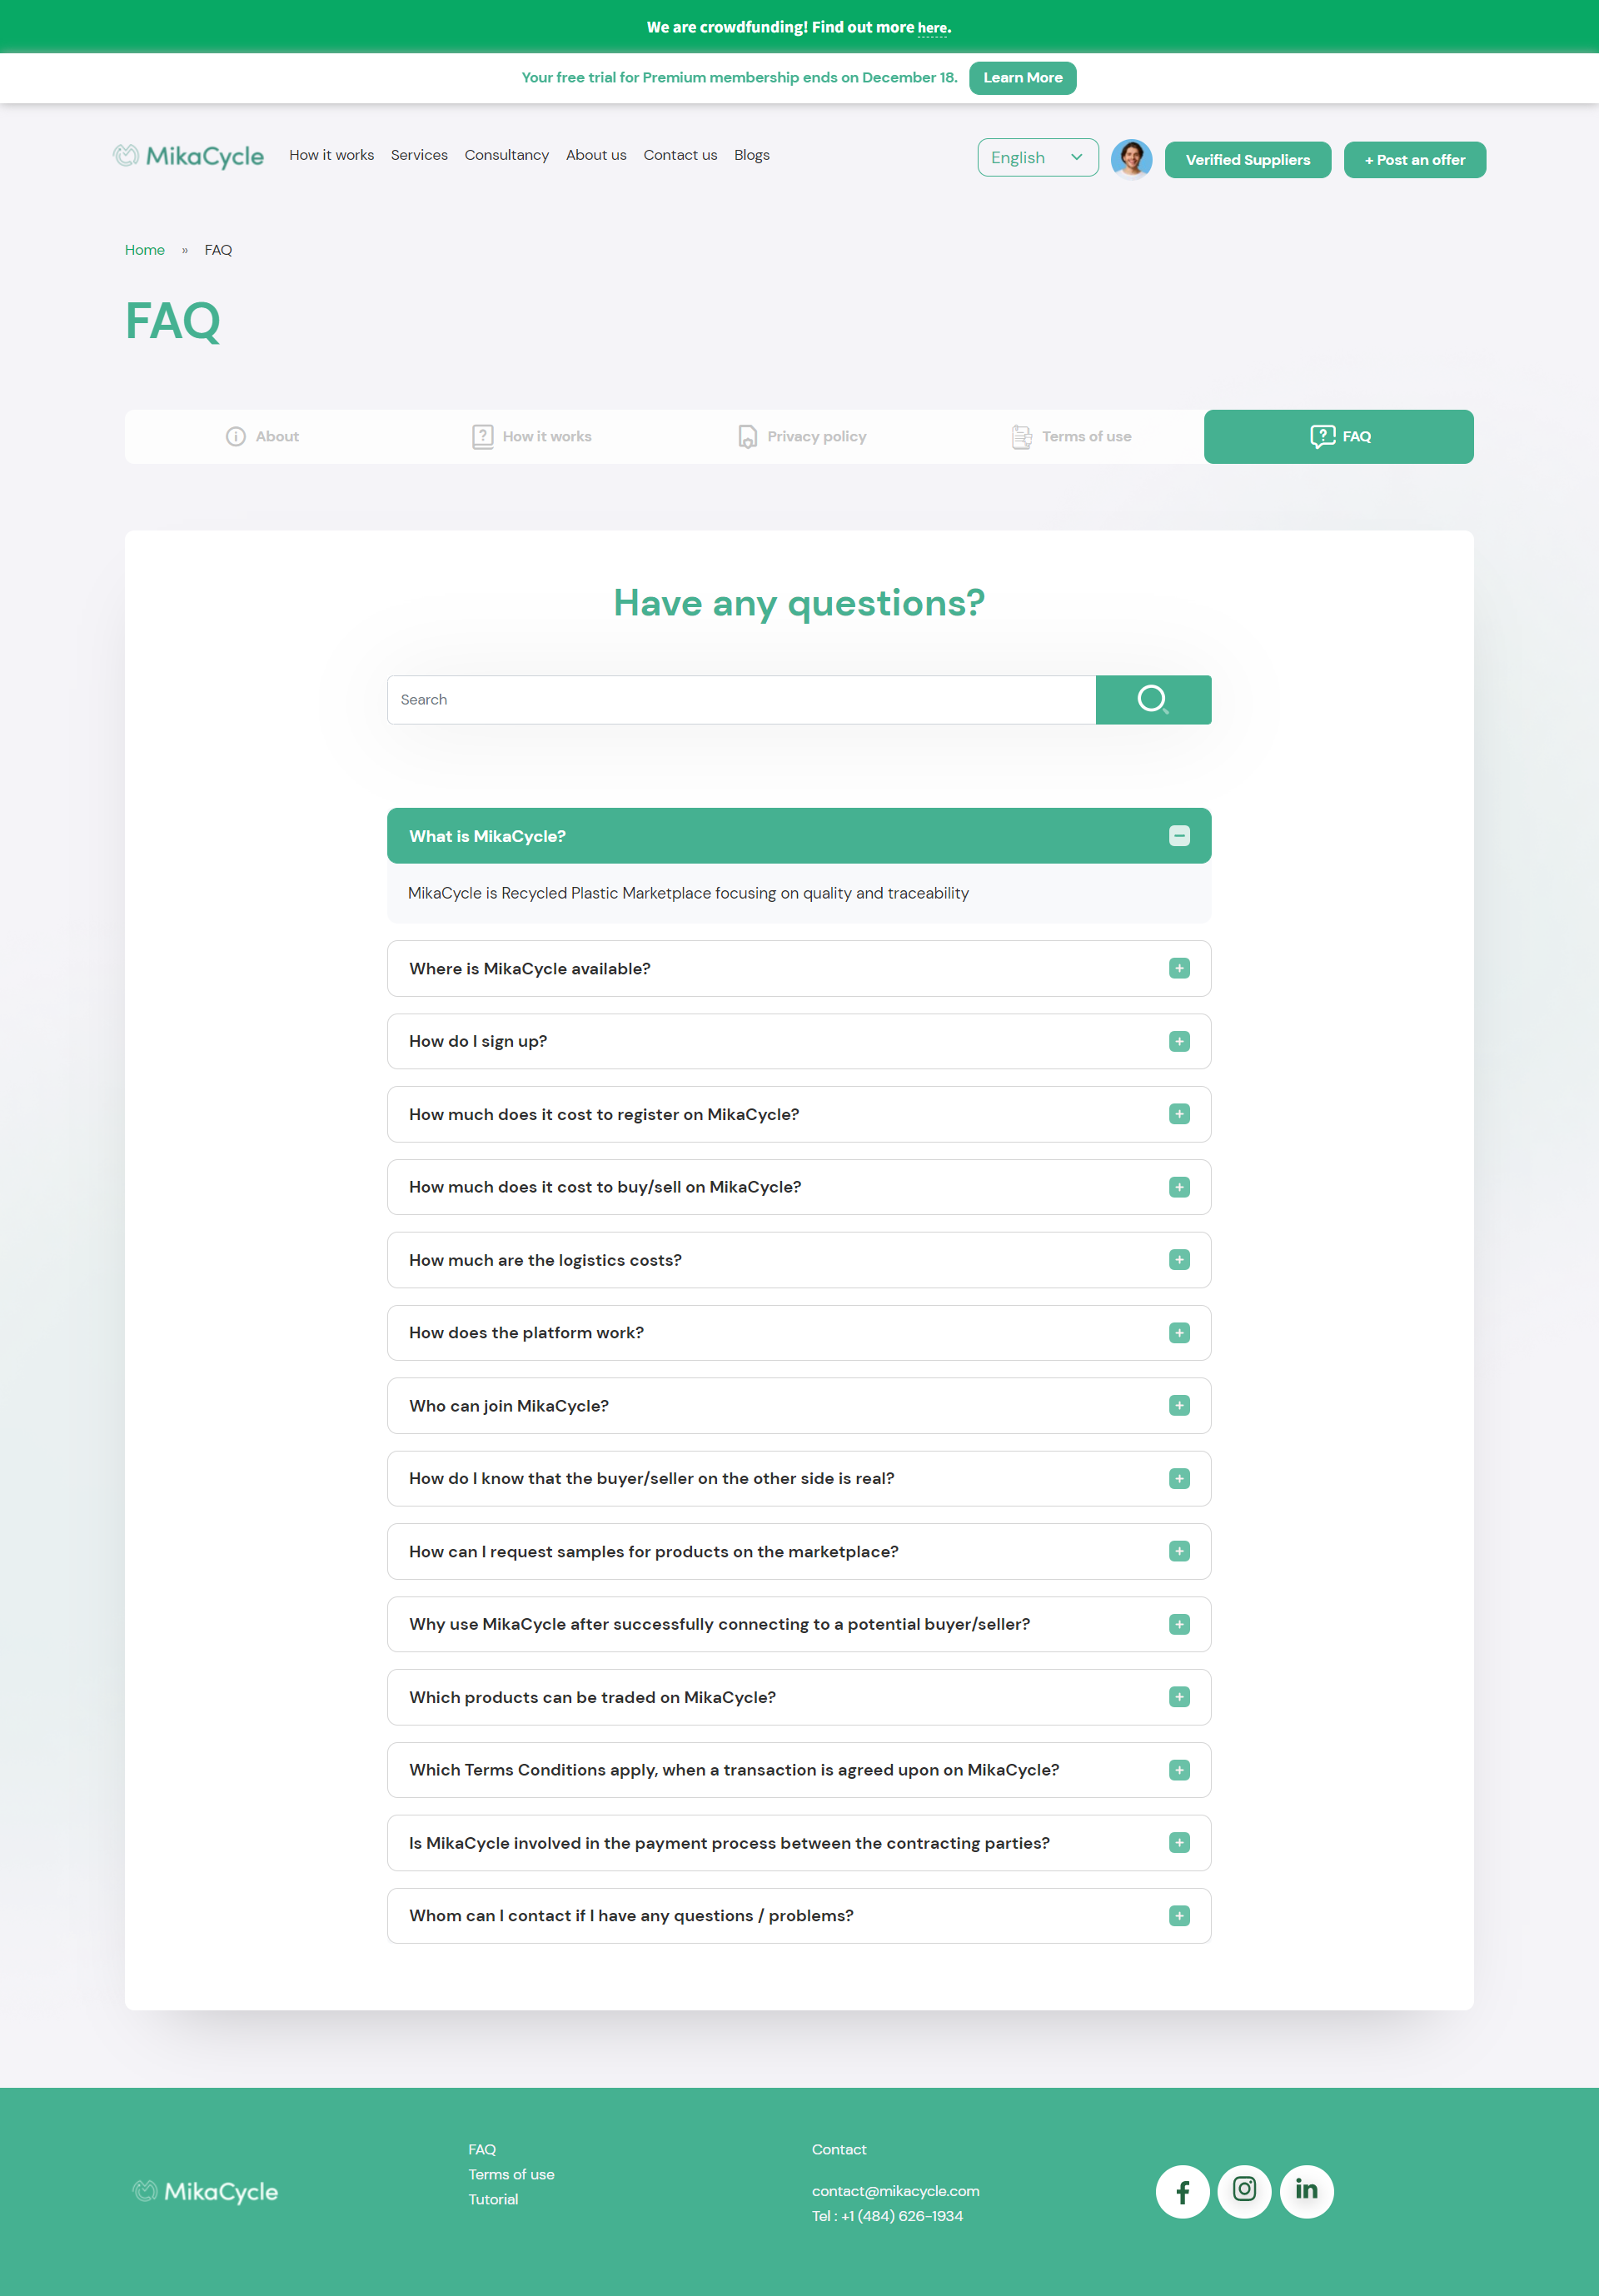 We are crowdfunding! Find out more here.
Your free trial for Premium membership ends on December 18. Learn More
MikaCycle How it works Services Consultancy About us Contact us Blogs English Verified Suppliers + Post an offer
Home » FAQ
FAQ
About How it works Privacy policy Terms of use FAQ
Have any questions?
Search
What is MikaCycle?
MikaCycle is Recycled Plastic Marketplace focusing on quality and traceability
Where is MikaCycle available?
How do I sign up?
How much does it cost to register on MikaCycle?
How much does it cost to buy/sell on MikaCycle?
How much are the logistics costs?
How does the platform work?
Who can join MikaCycle?
How do I know that the buyer/seller on the other side is real?
How can I request samples for products on the marketplace?
Why use MikaCycle after successfully connecting to a potential buyer/seller?
Which products can be traded on MikaCycle?
Which Terms Conditions apply, when a transaction is agreed upon on MikaCycle?
Is MikaCycle involved in the payment process between the contracting parties?
Whom can I contact if I have any questions / problems?
MikaCycle
FAQ
Terms of use
Tutorial
Contact
contact@mikacycle.com
Tel : +1 (484) 626-1934